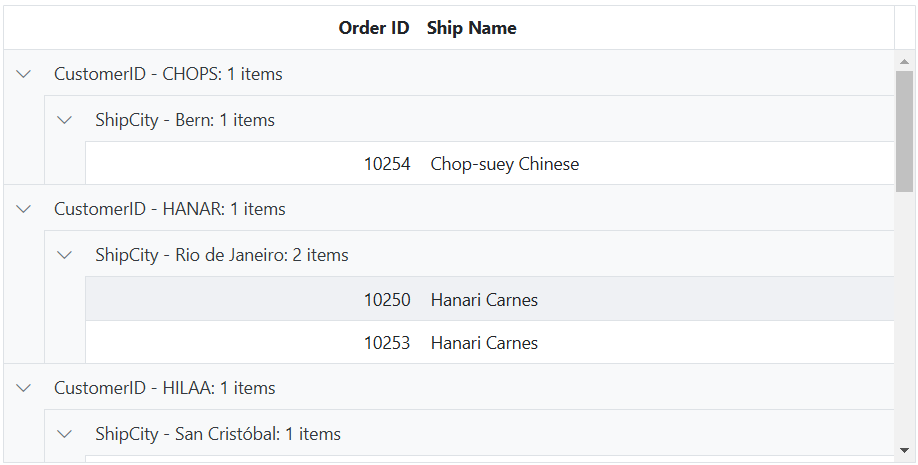 Order ID Ship Name
CustomerID - CHOPS: 1 items
ShipCity - Bern: 1 items
10254 Chop-suey Chinese
CustomerID - HANAR: 1 items
ShipCity - Rio de Janeiro: 2 items
10250 Hanari Carnes
10253 Hanari Carnes
CustomerID - HILAA: 1 items
ShipCity - San Cristóbal: 1 items